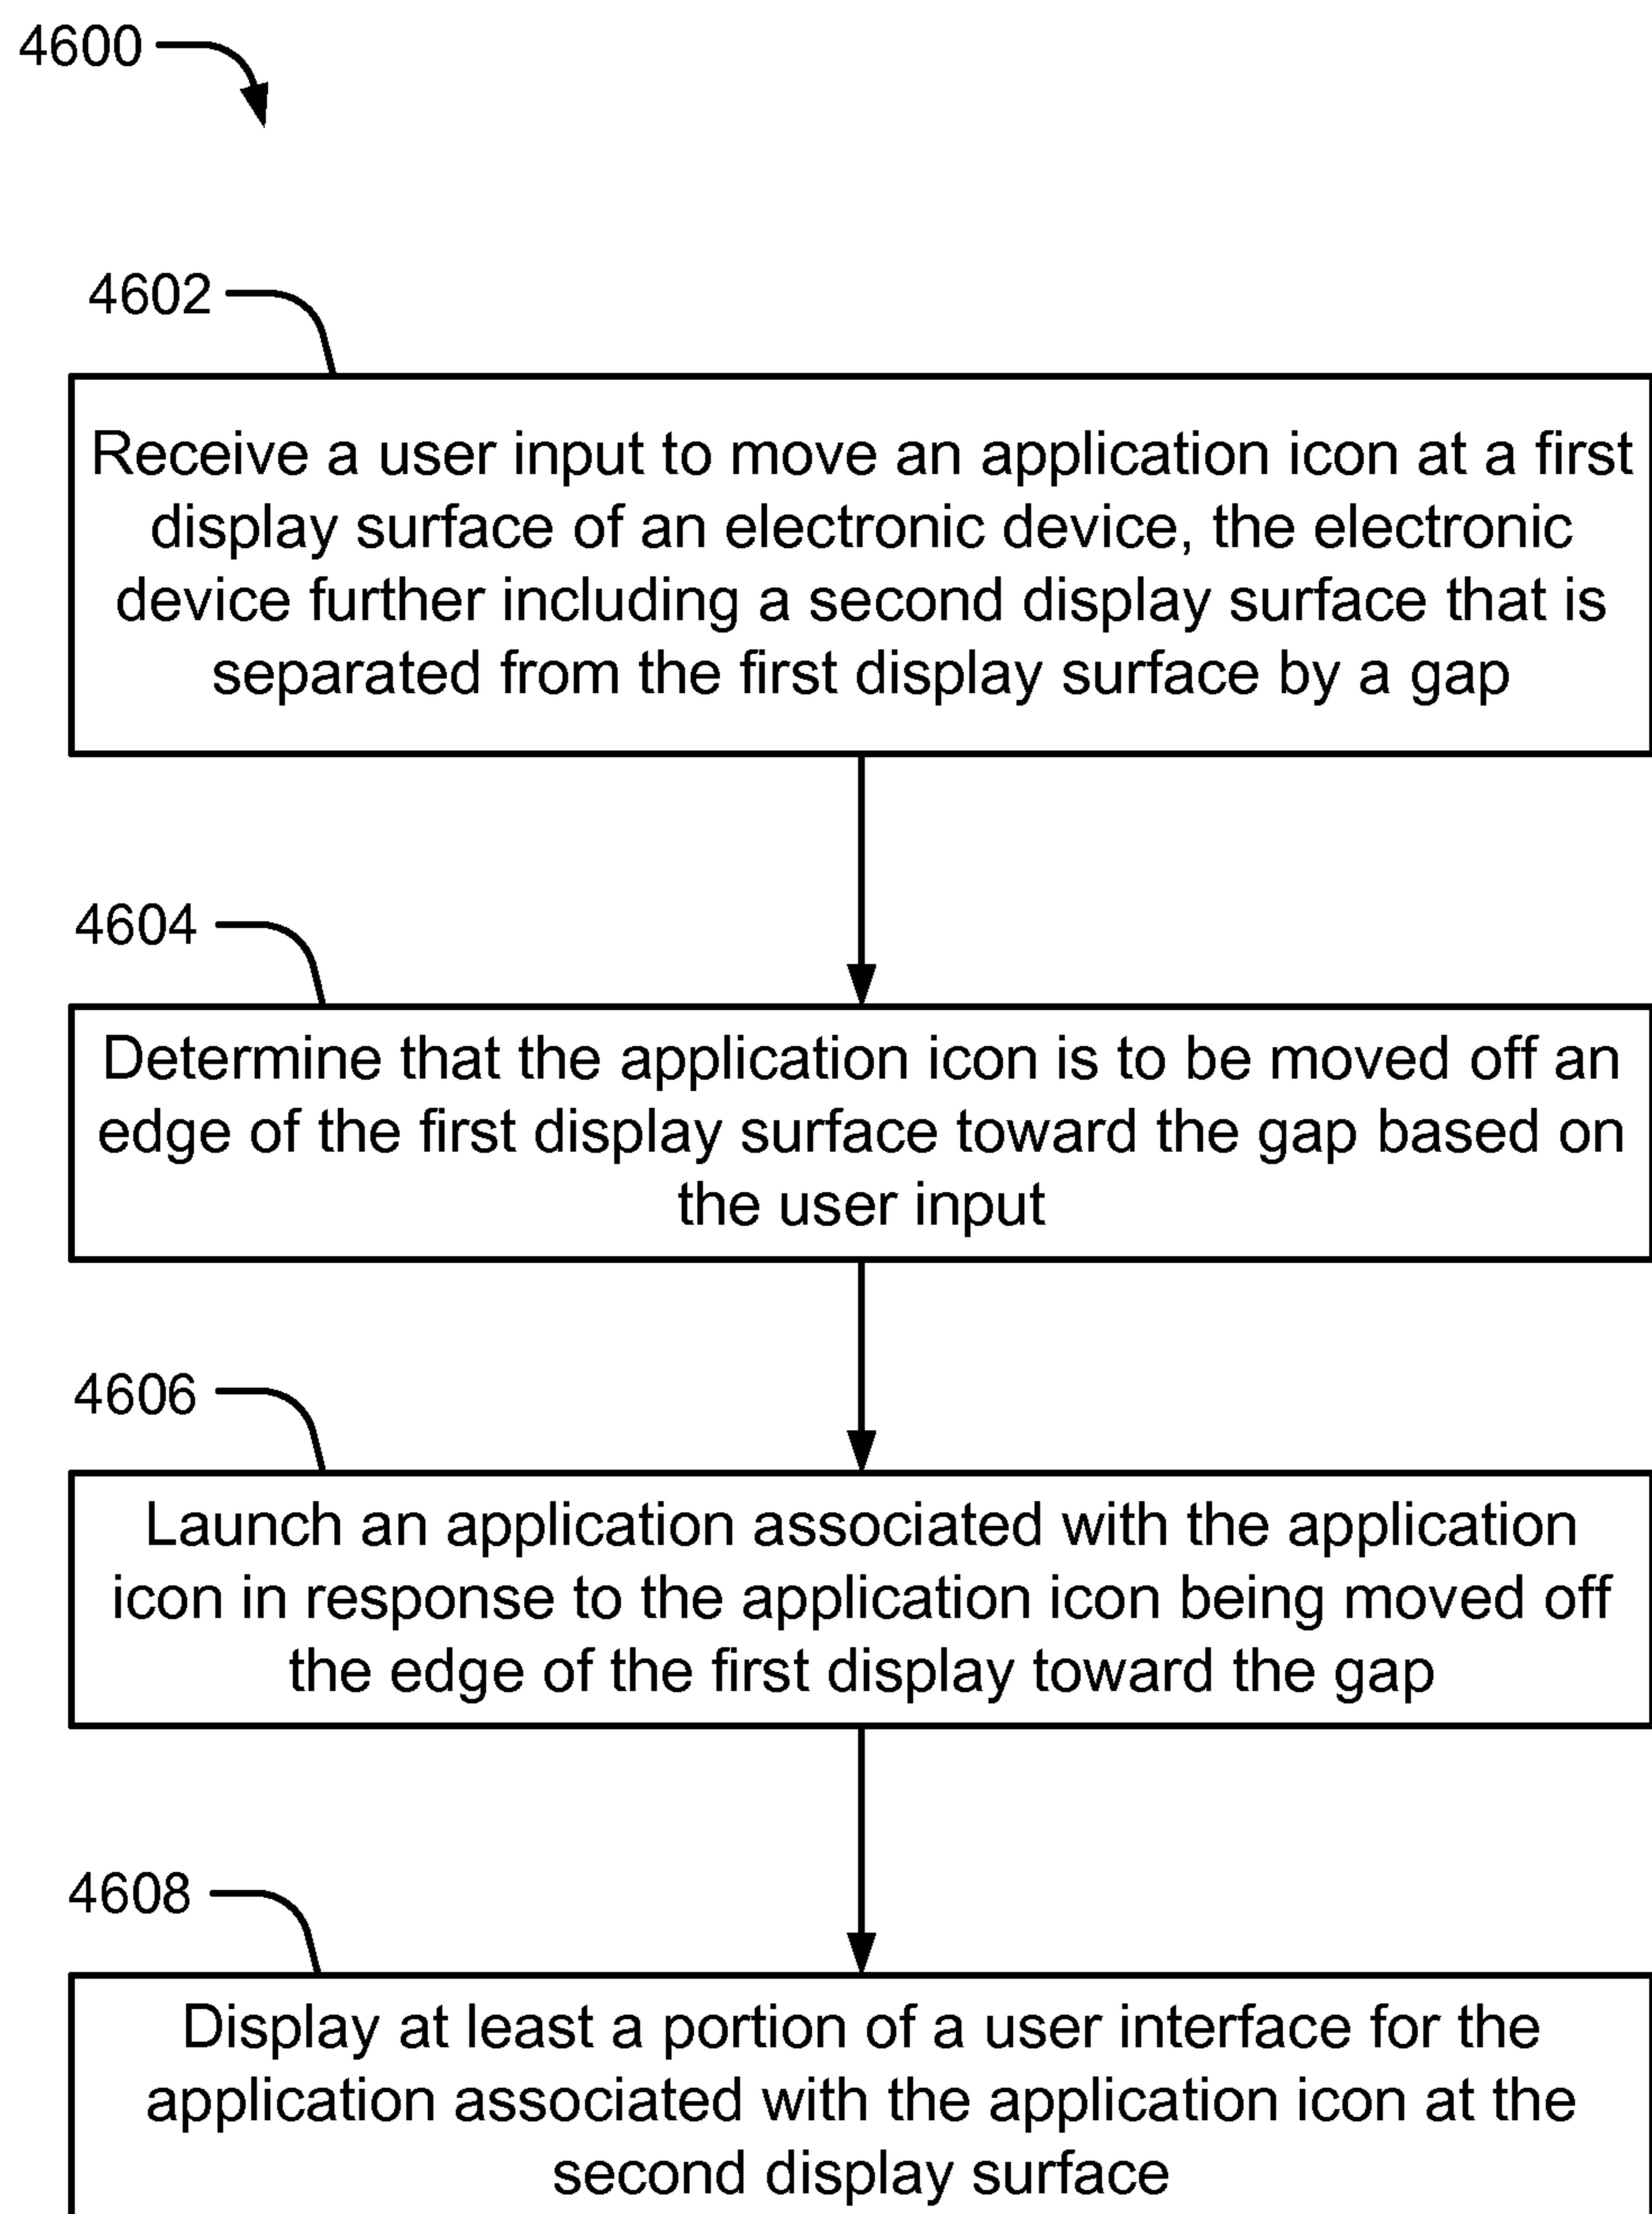 4600
4602
Receive a user input to move an application icon at a first
display surface of an electronic device, the electronic
device further including a second display surface that is
separated from the first display surface by a gap
4604
Determine that the application icon is to be moved off an
edge of the first display surface toward the gap based on
the user input
4606
Launch an application associated with the application
icon in response to the application icon being moved off
the edge of the first display toward the gap
4608
Display at least a portion of a user interface for the
application associated with the application icon at the
second display surface